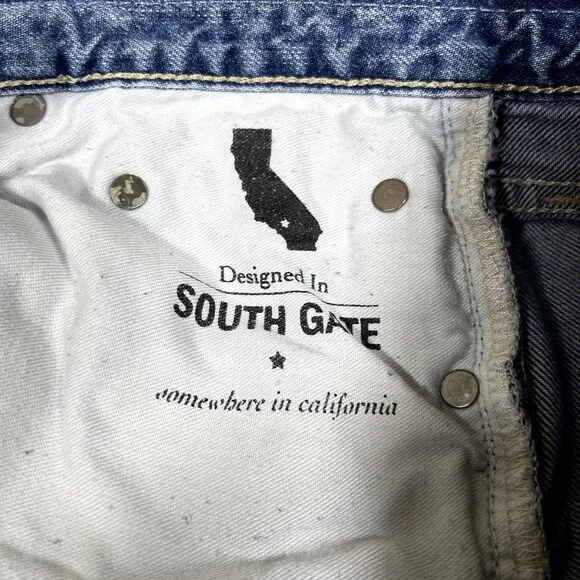 Designed In
SOUTH GATE
somewhere in california